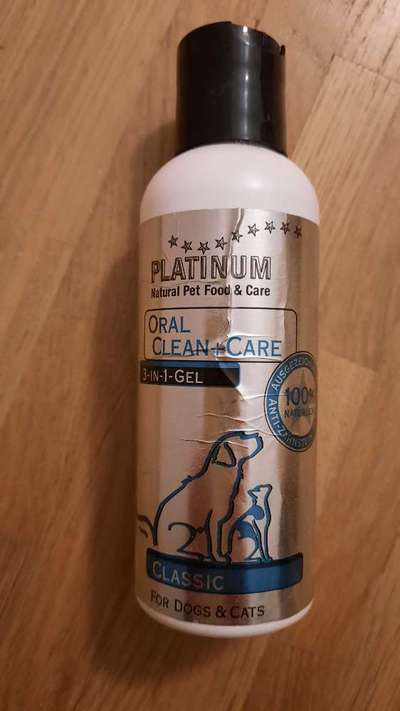 PLATINUM
Natural Pet Food & Care
ORAL
CLEAN+CARE
3-IN-1-GEL
100%
CLASSIC
FOR DOGS & CATS